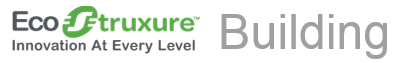 EcoStruxure™ Building
Innovation At Every Level